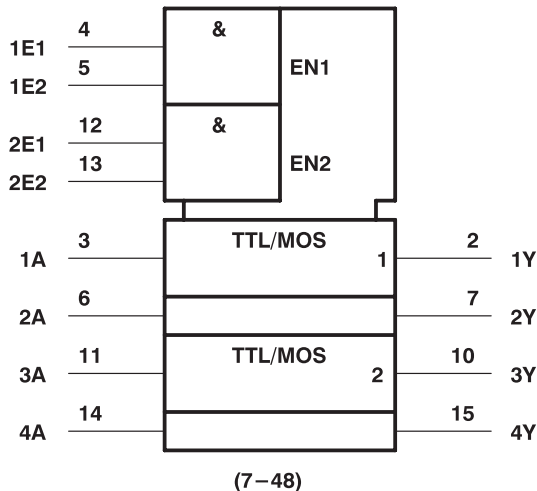 4 &
1E1
5 EN1
1E2
12 &
2E1
13 EN2
2E2
3 TTL/MOS 2
1A 1 1Y
6 7
2A 2Y
11 TTL/MOS 10
3A 2 3Y
14 15
4A 4Y
(7–48)